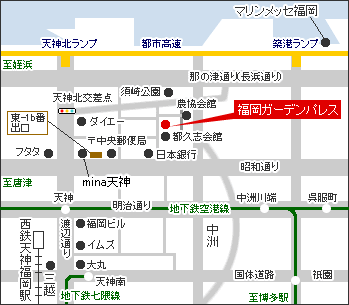 マリンメッセ福岡
天神北ランプ
都市高速
築港ランプ
至姪浜
那の津通り(長浜通り)
須崎公園
天神北交差点
農協会館
福岡ガーデンパレス
東-1b番
出口
ダイエー
都久志会館
〒中央郵便局
フタタ
日本銀行
昭和通り
mina天神
至唐津
天神
明治通り
地下鉄空港線
中洲川端
呉服町
渡辺通り
福岡ビル
イムズ
大丸
天神南
地下鉄七隈線
西鉄天神福岡駅
三越
中洲
国体道路
祇園
至博多駅